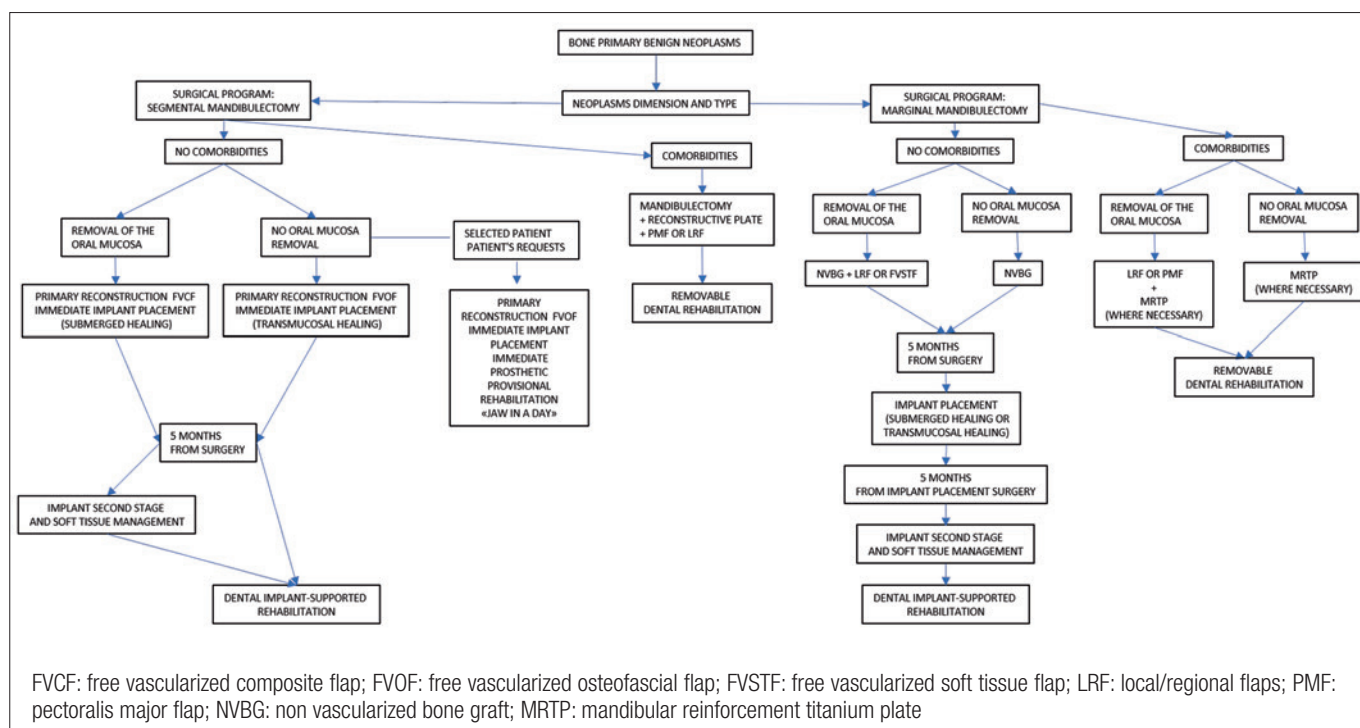 BONE PRIMARY BENIGN NEOPLASMS
SURGICAL PROGRAM:
SEGMENTAL MANDIBULECTOMY
NEOPLASMS DIMENSION AND TYPE
SURGICAL PROGRAM:
MARGINAL MANDIBULECTOMY
NO COMORBIDITIES
COMORBIDITIES
NO COMORBIDITIES
COMORBIDITIES
REMOVAL OF THE
ORAL MUCOSA
NO ORAL MUCOSA
REMOVAL
SELECTED PATIENT
PATIENT'S REQUESTS
MANDIBULECTOMY
+ RECONSTRUCTIVE PLATE
+ PMF OR LRF
REMOVAL OF THE
ORAL MUCOSA
NO ORAL MUCOSA
REMOVAL
REMOVAL OF THE
ORAL MUCOSA
NO ORAL MUCOSA
REMOVAL
PRIMARY RECONSTRUCTION FVCF
IMMEDIATE IMPLANT PLACEMENT
(SUBMERGED HEALING)
PRIMARY RECONSTRUCTION FVOF
IMMEDIATE IMPLANT PLACEMENT
(TRANSMUCOSAL HEALING)
PRIMARY
RECONSTRUCTION FVOF
IMMEDIATE IMPLANT
PLACEMENT
IMMEDIATE
PROSTHETIC
PROVISIONAL
REHABILITATION
«JAW IN A DAY»
REMOVABLE
DENTAL REHABILITATION
NVBG + LRF OR FVSTF
NVBG
LRF OR PMF
+
MRTP
(WHERE NECESSARY)
MRTP
(WHERE NECESSARY)
5 MONTHS
FROM SURGERY
REMOVABLE
DENTAL REHABILITATION
IMPLANT PLACEMENT
(SUBMERGED HEALING OR
TRANSMUCOSAL HEALING)
5 MONTHS
FROM SURGERY
5 MONTHS
FROM IMPLANT PLACEMENT SURGERY
IMPLANT SECOND STAGE
AND SOFT TISSUE MANAGEMENT
IMPLANT SECOND STAGE
AND SOFT TISSUE MANAGEMENT
DENTAL IMPLANT-SUPPORTED
REHABILITATION
DENTAL IMPLANT-SUPPORTED
REHABILITATION
FVCF: free vascularized composite flap; FVOF: free vascularized osteofascial flap; FVSTF: free vascularized soft tissue flap; LRF: local/regional flaps; PMF:
pectoralis major flap; NVBG: non vascularized bone graft; MRTP: mandibular reinforcement titanium plate